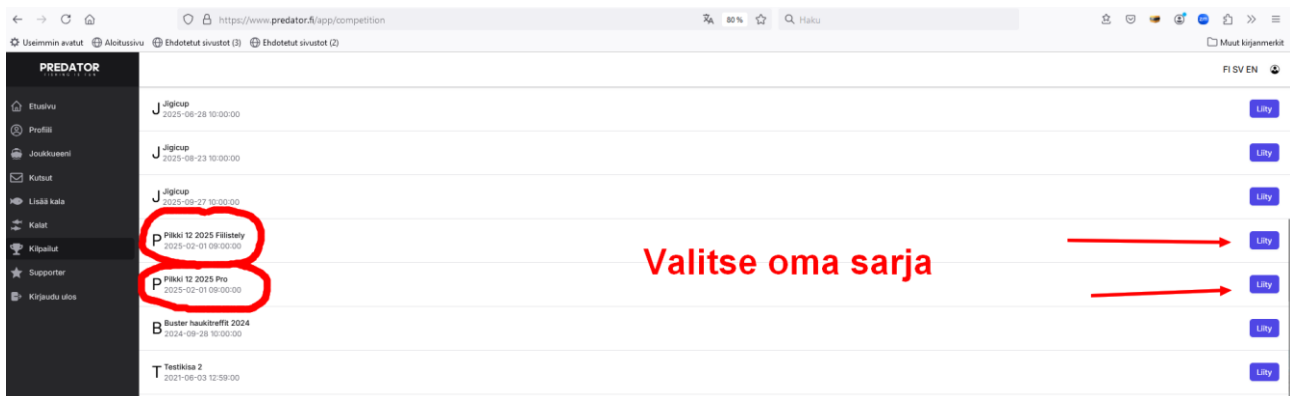 https://www.predator.fi/app/competition
80 %
Haku
Useimmin avatut
Aloitussivu
Ehdotetut sivustot (3)
Ehdotetut sivustot (2)
Muut kirjanmerkit
PREDATOR
FISHING IS FUN
FI SV EN
Etusivu
Profiili
Joukkueeni
Kutsut
Lisää kala
Kalat
Kilpailut
Supporter
Kirjaudu ulos
J Jigicup
2025-06-28 10:00:00
Liity
J Jigicup
2025-08-23 10:00:00
Liity
J Jigicup
2025-09-27 10:00:00
Liity
P Pilkki 12 2025 Fiilistely
2025-02-01 09:00:00
Liity
Valitse oma sarja
P Pilkki 12 2025 Pro
2025-02-01 09:00:00
Liity
B Buster haukitreffit 2024
2024-09-28 10:00:00
Liity
T Testikisa 2
2021-06-03 12:59:00
Liity